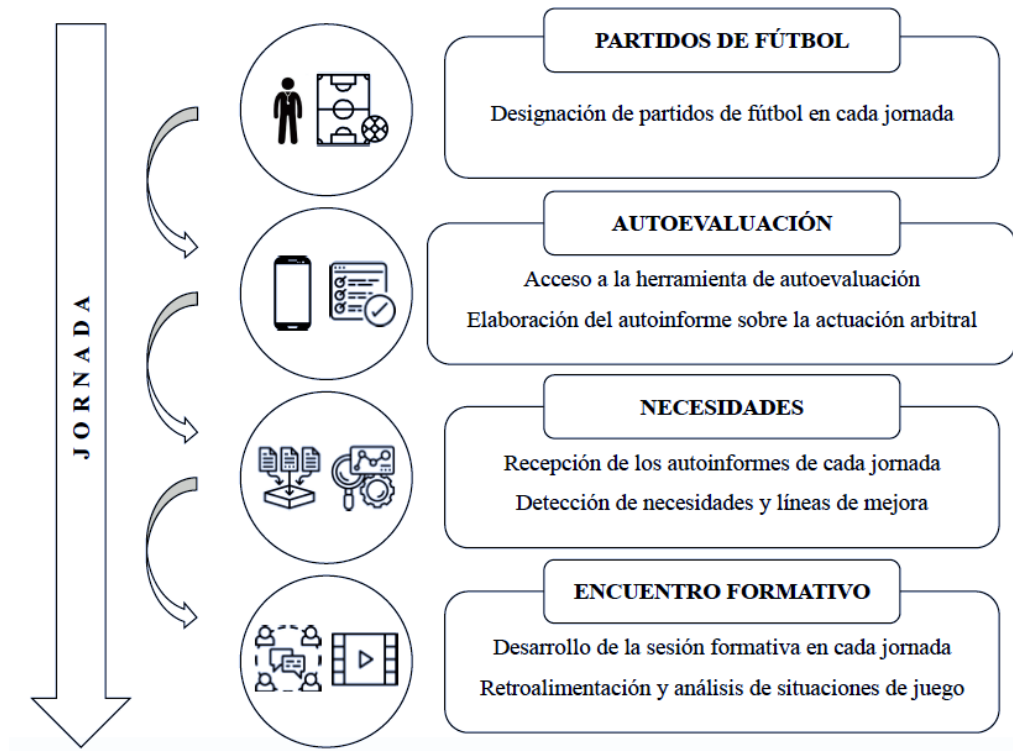 PARTIDOS DE FÚTBOL
Designación de partidos de fútbol en cada jornada
AUTOEVALUACIÓN
Acceso a la herramienta de autoevaluación
Elaboración del autoinforme sobre la actuación arbitral
JORNADA
NECESIDADES
Recepción de los autoinformes de cada jornada
Detección de necesidades y líneas de mejora
ENCUENTRO FORMATIVO
Desarrollo de la sesión formativa en cada jornada
Retroalimentación y análisis de situaciones de juego